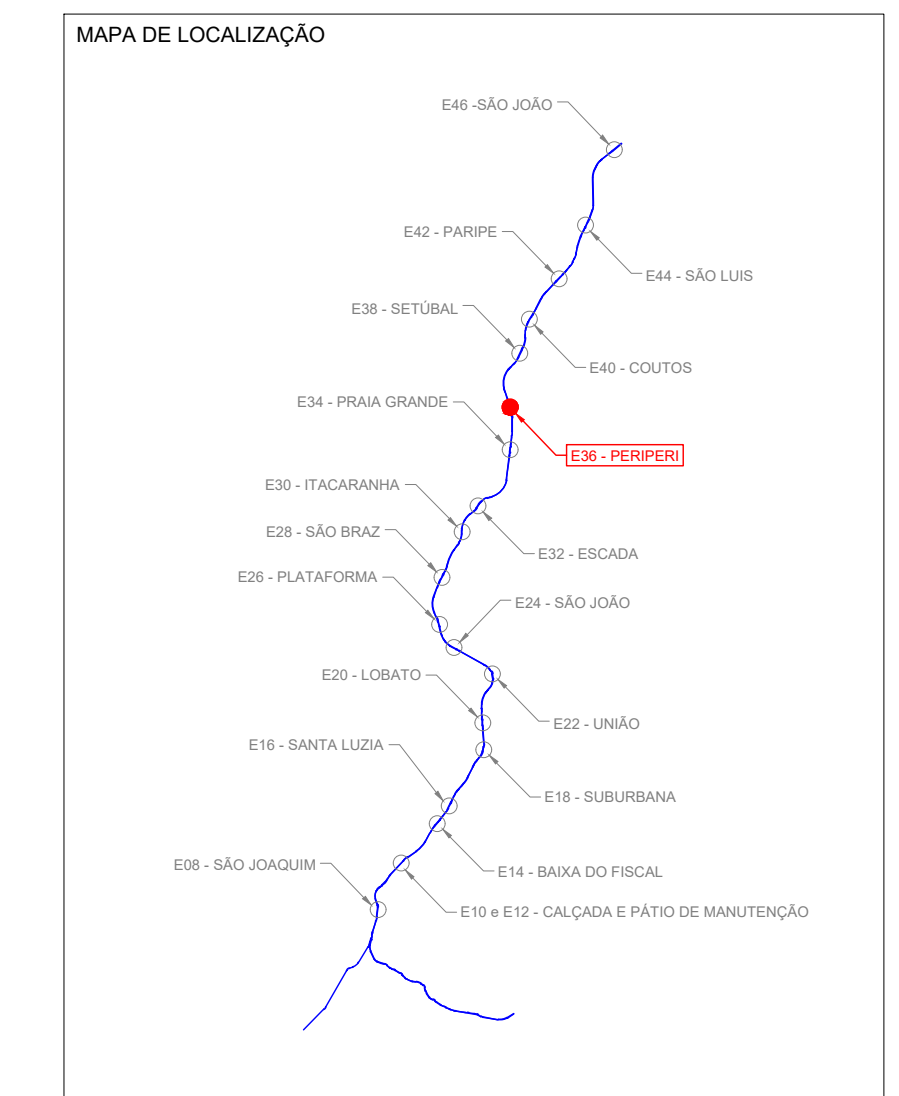 MAPA DE LOCALIZAÇÃO
E46 -SÃO JOÃO
E42 - PARIPE
E44 - SÃO LUIS
E38 - SETÚBAL
E40 - COUTOS
E34 - PRAIA GRANDE
E36 - PERIPERI
E30 - ITACARANHA
E28 - SÃO BRAZ
E32 - ESCADA
E26 - PLATAFORMA
E24 - SÃO JOÃO
E20 - LOBATO
E22 - UNIÃO
E16 - SANTA LUZIA
E18 - SUBURBANA
E08 - SÃO JOAQUIM
E14 - BAIXA DO FISCAL
E10 e E12 - CALÇADA E PÁTIO DE MANUTENÇÃO